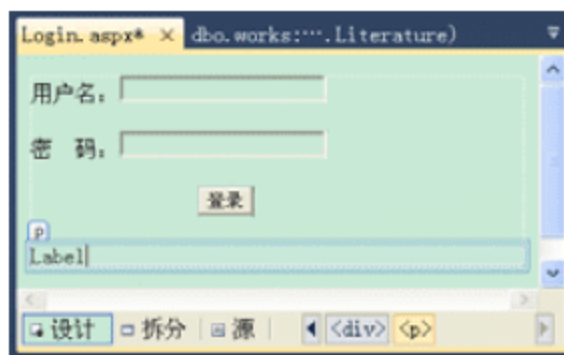 Login.aspx* × dbo.works:....Literature)
用户名:
密 码:
登录
p
Label
设计 拆分 源 <div> <p>